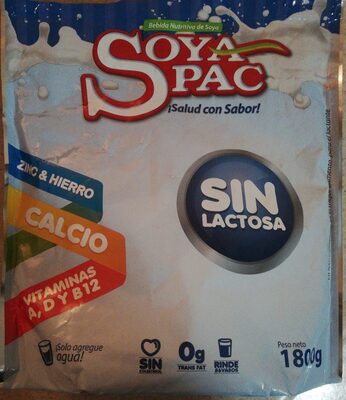 Bebida Nutritiva de Soya
SOYA
PAC
¡Salud con Sabor!
ZINC & HIERRO
CALCIO
VITAMINAS
A, D Y B12
SIN
LACTOSA
¡Solo agregue
agua!
SIN
COLESTEROL
0g
TRANS FAT
RINDE
Peso neto
1800g